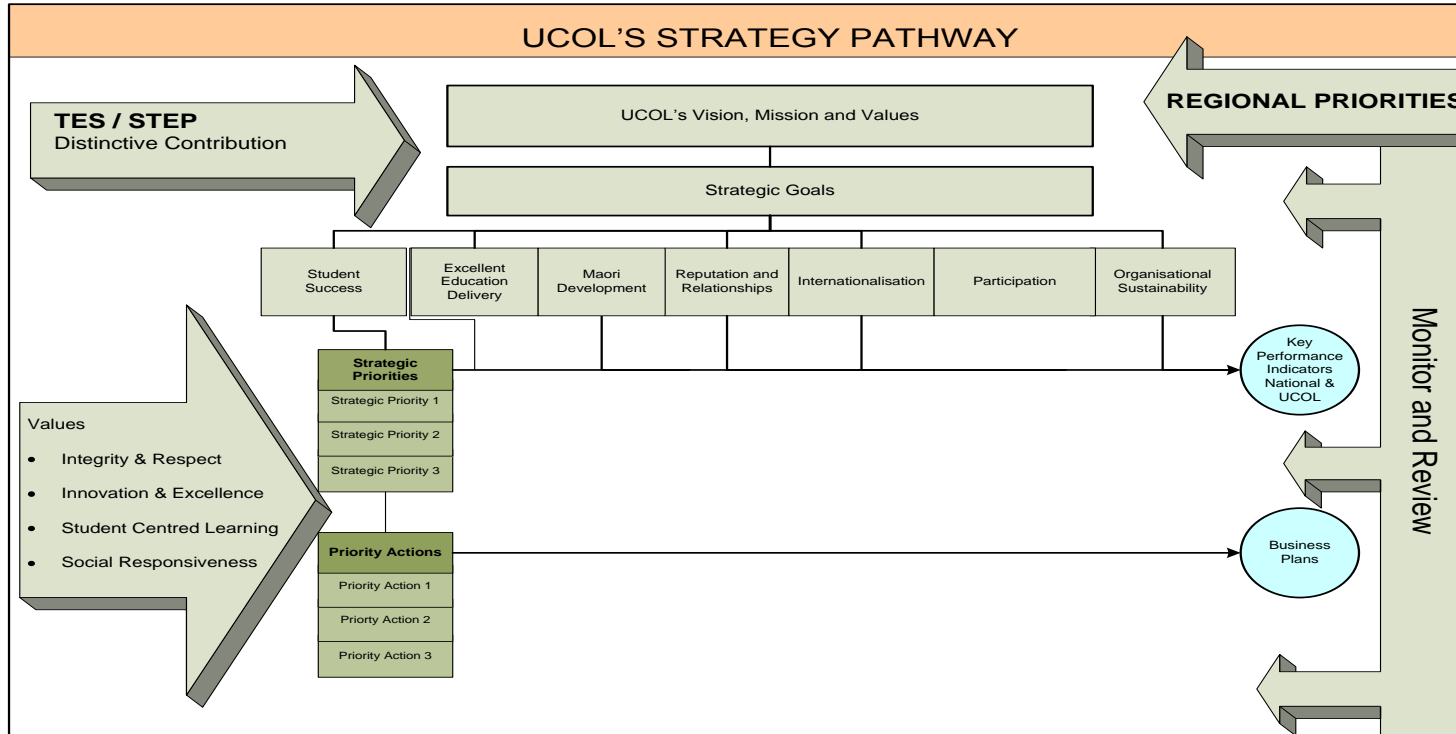 UCOL'S STRATEGY PATHWAY
TES / STEP
Distinctive Contribution
UCOL's Vision, Mission and Values
REGIONAL PRIORITIES
Strategic Goals
Student
Success
Excellent
Education
Delivery
Maori
Development
Reputation and
Relationships
Internationalisation
Participation
Organisational
Sustainability
Strategic
Priorities
Strategic Priority 1
Strategic Priority 2
Strategic Priority 3
Key
Performance
Indicators
National &
UCOL
Values
• Integrity & Respect
• Innovation & Excellence
• Student Centred Learning
• Social Responsiveness
Priority Actions
Priority Action 1
Priorty Action 2
Priority Action 3
Business
Plans
Monitor and Review